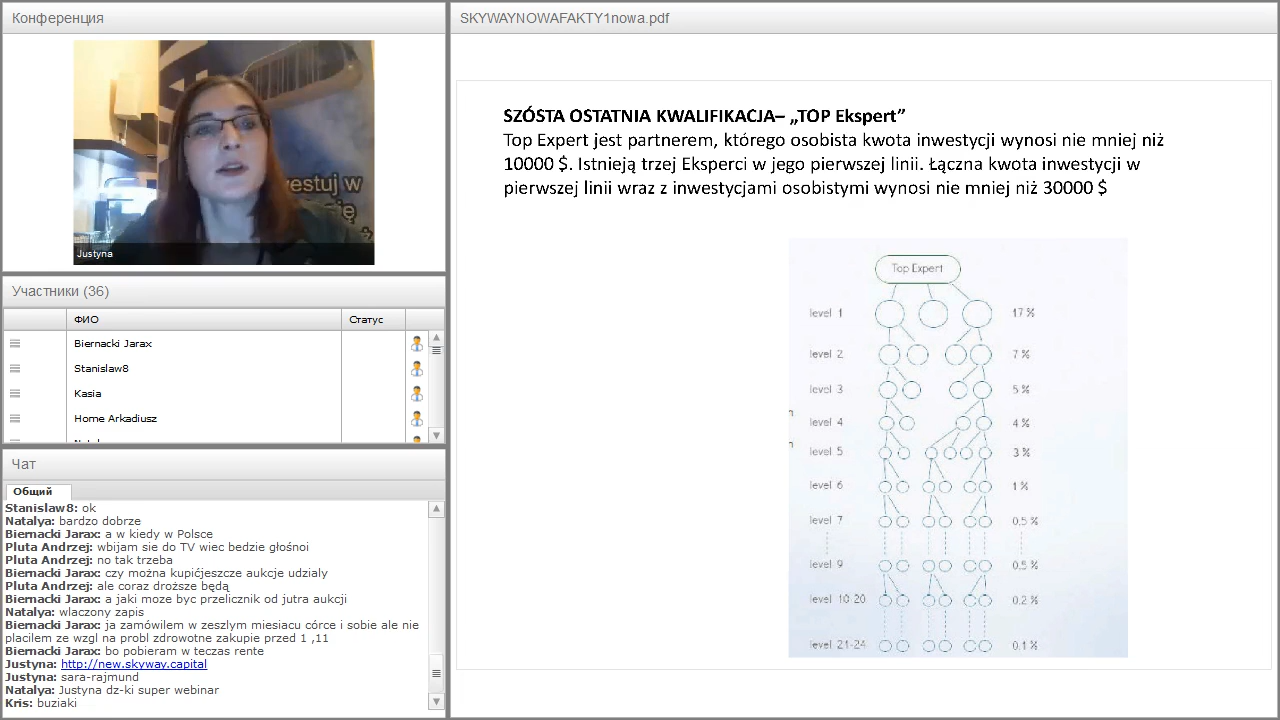 Конференция
estuj w
ię
Justyna
Участники (36)
ФИО Статус
Biernacki Jarax
Stanislaw8
Kasia
Home Arkadiusz
Чат
Общий
Stanislaw8: ok
Natalya: bardzo dobrze
Biernacki Jarax: a w kiedy w Polsce
Pluta Andrzej: wbijam sie do TV wiec bedzie głośnoi
Pluta Andrzej: no tak trzeba
Biernacki Jarax: czy można kupićjeszcze aukcje udzialy
Pluta Andrzej: ale coraz droższe będą
Biernacki Jarax: a jaki moze byc przelicznik od jutra aukcji
Natalya: wlaczony zapis
Biernacki Jarax: ja zamówilem w zeszlym miesiacu córce i sobie ale nie
placilem ze wzgl na probl zdrowotne zakupie przed 1 ,11
Biernacki Jarax: bo pobieram w teczas rente
Justyna: http://new.skyway.capital
Justyna: sara-rajmund
Natalya: Justyna dz-ki super webinar
Kris: buziaki
SKYWAYNOWAFAKTY1nowa.pdf
SZÓSTA OSTATNIA KWALIFIKACJA– „TOP Ekspert”
Top Expert jest partnerem, którego osobista kwota inwestycji wynosi nie mniej niż
10000 $. Istnieją trzej Eksperci w jego pierwszej linii. Łączna kwota inwestycji w
pierwszej linii wraz z inwestycjami osobistymi wynosi nie mniej niż 30000 $
Top Expert
level 1 17 %
level 2 7 %
level 3 5 %
level 4 4 %
level 5 3 %
level 6 1 %
level 7 0,5 %
level 9 0,5 %
level 10-20 0,2 %
level 21-24 0,1 %